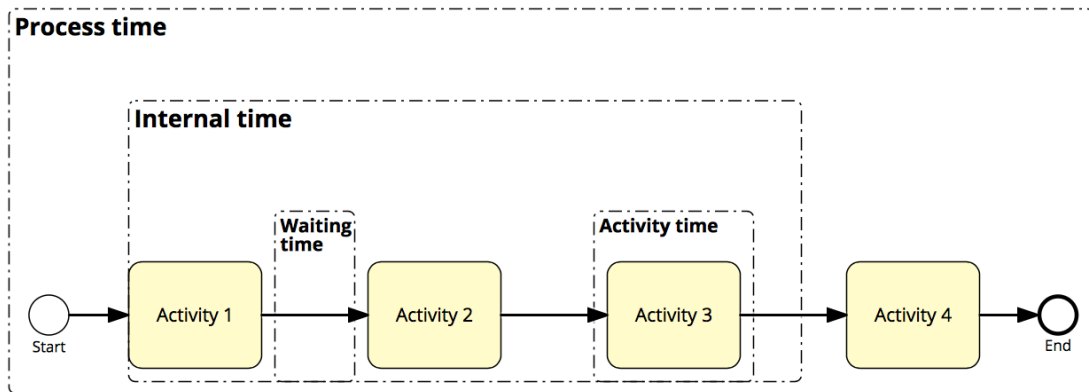 Process time
Internal time
Waiting
time
Activity time
Activity 1
Activity 2
Activity 3
Activity 4
Start
End